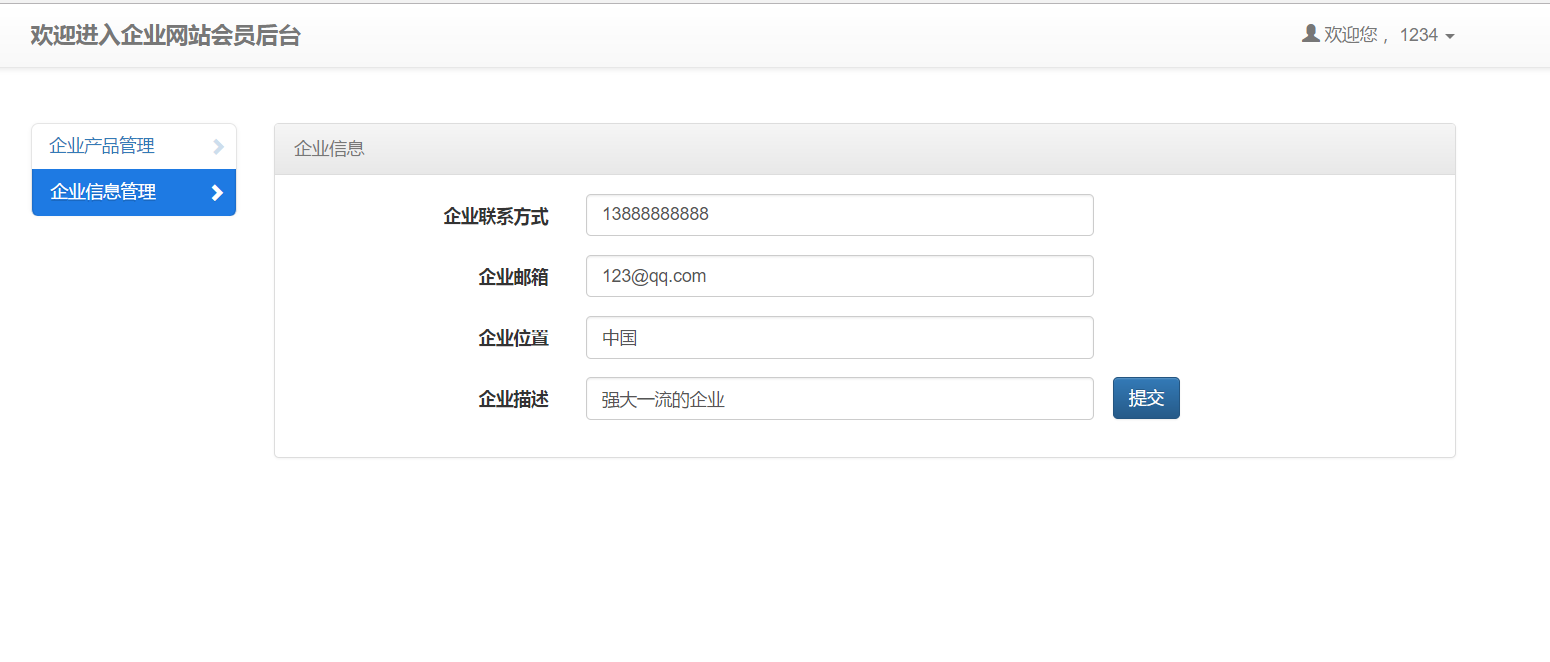 欢迎进入企业网站会员后台
欢迎您 ，1234
企业产品管理
企业信息管理
企业信息
企业联系方式 13888888888
企业邮箱 123@qq.com
企业位置 中国
企业描述 强大一流的企业 提交